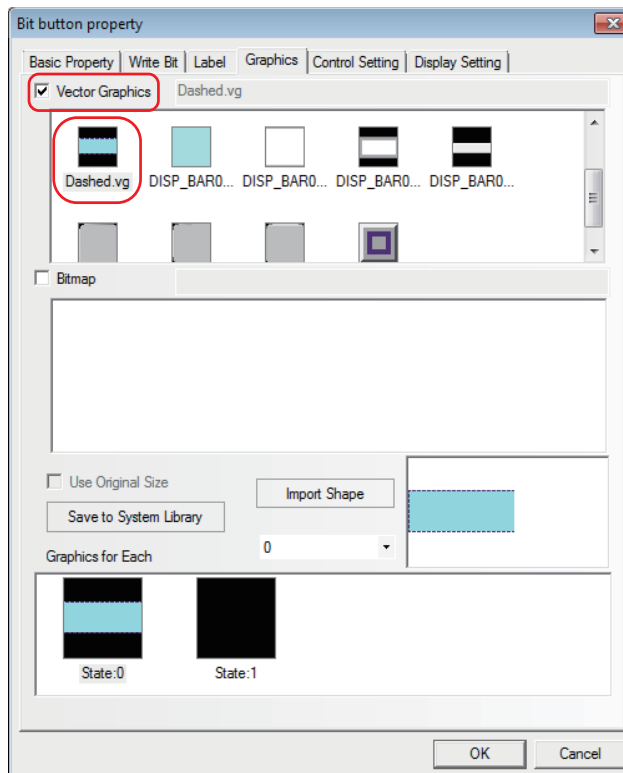 Bit button property
Basic Property Write Bit Label Graphics Control Setting Display Setting
Vector Graphics Dashed.vg
Dashed.vg DISP_BAR0... DISP_BAR0... DISP_BAR0... DISP_BAR0...
Bitmap
Use Original Size
Import Shape
Save to System Library
0
Graphics for Each
State:0 State:1
OK Cancel